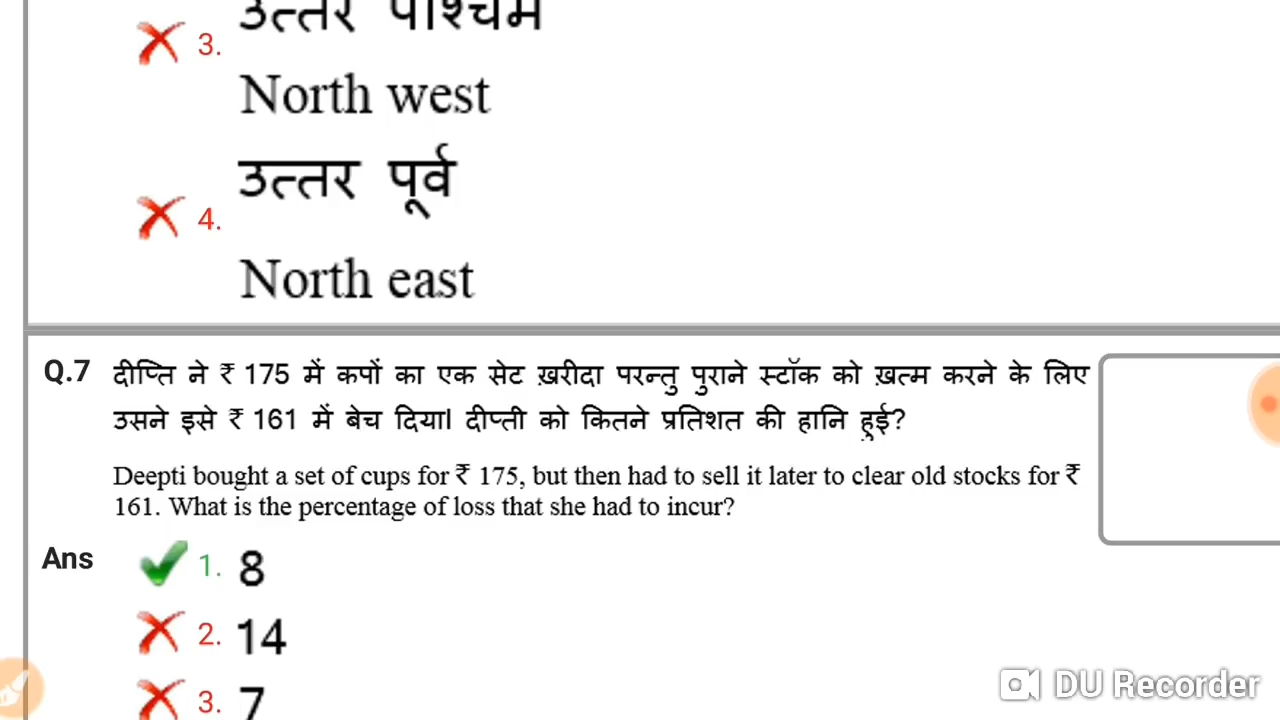 3. उत्तर पश्चिम
North west
उत्तर पूर्व
4.
North east
Q.7 दीप्ति ने ₹ 175 में कपों का एक सेट ख़रीदा परन्तु पुराने स्टॉक को ख़त्म करने के लिए
उसने इसे ₹ 161 में बेच दिया। दीप्ती को कितने प्रतिशत की हानि हुई?
Deepti bought a set of cups for ₹ 175, but then had to sell it later to clear old stocks for ₹
161. What is the percentage of loss that she had to incur?
Ans 1. 8
2. 14
3. 7
DU Recorder